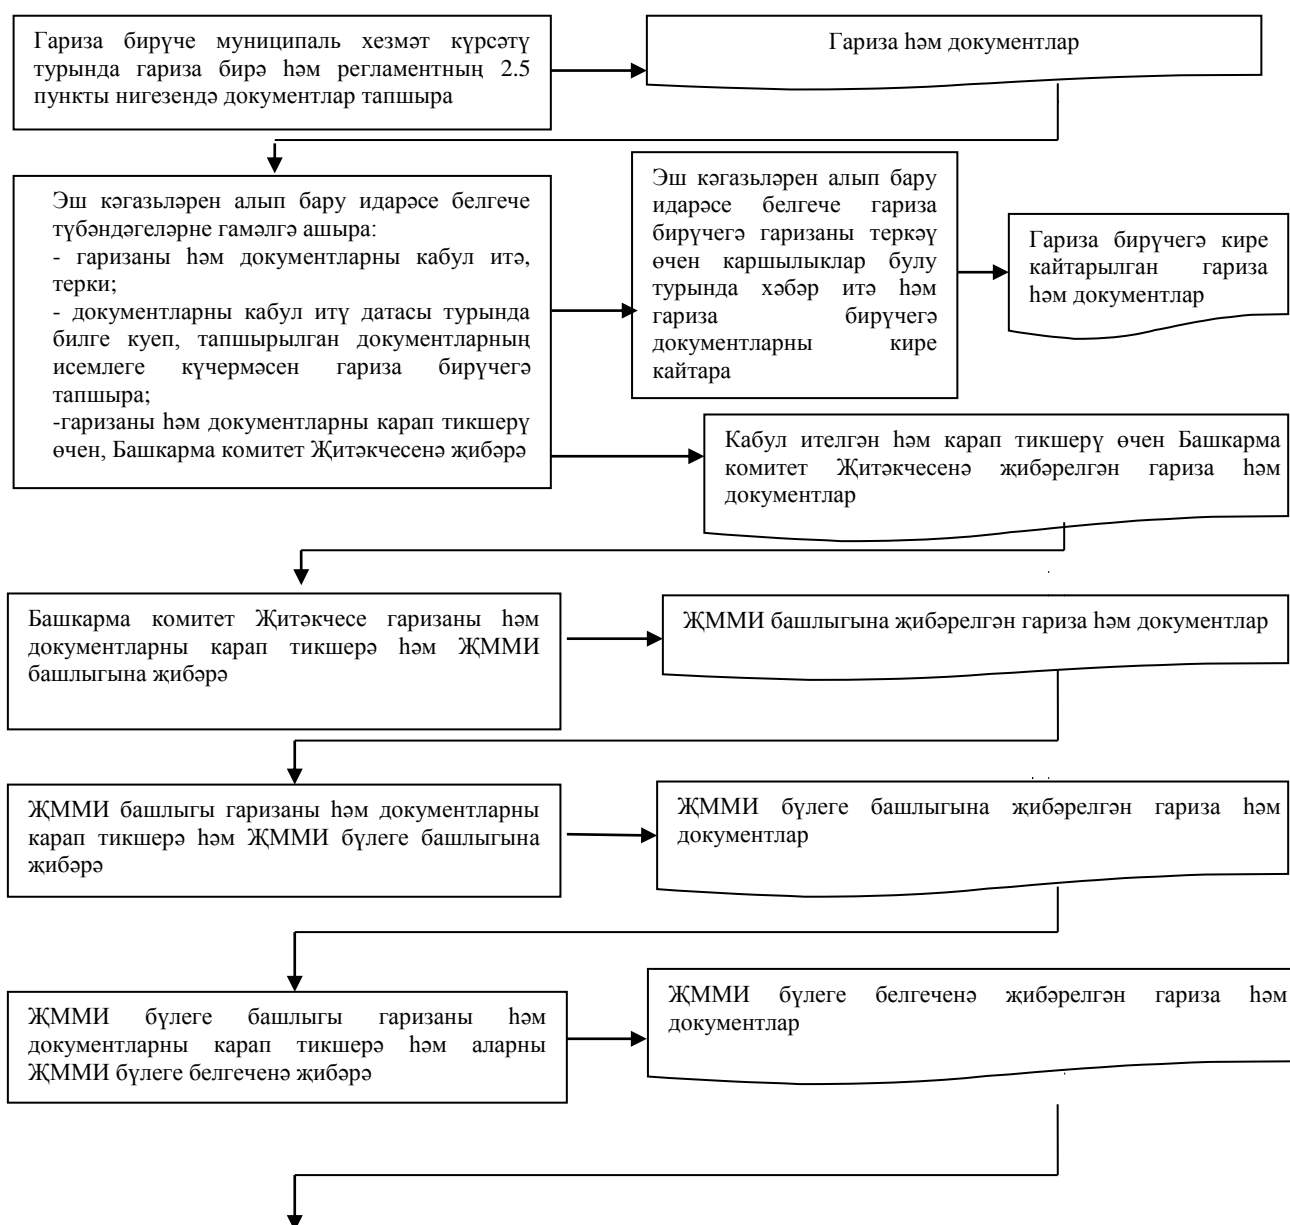 Гариза бирүче муниципаль хезмәт күрсәтү
турында гариза бирә һәм регламентның 2.5
пункты нигезендә документлар тапшыра
Гариза һәм документлар
Эш кәгазьләрен алып бару идарәсе белгече
түбәндәгеләрне гамәлгә ашыра:
- гаризаны һәм документларны кабул итә,
терки;
- документларны кабул итү датасы турында
билге куеп, тапшырылган документларның
исемлеге күчермәсен гариза бирүчегә
тапшыра;
-гаризаны һәм документларны карап тикшерү
өчен, Башкарма комитет Җитәкчесенә җибәрә
Эш кәгазьләрен алып бару
идарәсе белгече гариза
бирүчегә гаризаны теркәү
өчен каршылыклар булу
турында хәбәр итә һәм
гариза бирүчегә
документларны кире
кайтара
Гариза бирүчегә кире
кайтарылган гариза
һәм документлар
Кабул ителгән һәм карап тикшерү өчен Башкарма
комитет Җитәкчесенә җибәрелгән гариза һәм
документлар
Башкарма комитет Җитәкчесе гаризаны һәм
документларны карап тикшерә һәм ҖММИ
башлыгына җибәрә
ҖММИ башлыгына җибәрелгән гариза һәм документлар
ҖММИ башлыгы гаризаны һәм документларны
карап тикшерә һәм ҖММИ бүлеге башлыгына
җибәрә
ҖММИ бүлеге башлыгына җибәрелгән гариза һәм
документлар
ҖММИ бүлеге башлыгы гаризаны һәм
документларны карап тикшерә һәм аларны
ҖММИ бүлеге белгеченә җибәрә
ҖММИ бүлеге белгеченә җибәрелгән гариза һәм
документлар